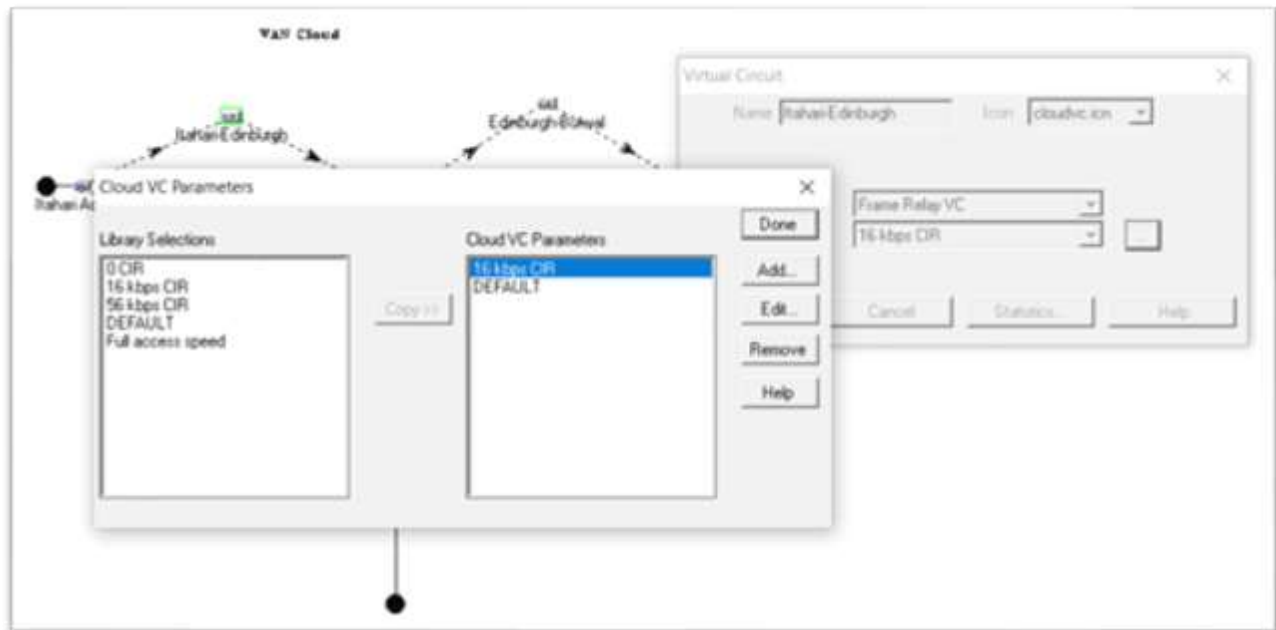 WAN Cloud
Virtual Circuit
Name Itahari-Edinburgh Icon cloudvc.icn
Itahari-Edinburgh
Edinburgh-Butwal
Itahari
Cloud VC Parameters
Frame Relay VC
16 kbps CIR
Library Selections
0 CIR
16 kbps CIR
56 kbps CIR
DEFAULT
Full access speed
Copy >>
Cloud VC Parameters
16 kbps CIR
DEFAULT
Done
Add...
Edit...
Remove
Help
...
Cancel Statistics... Help